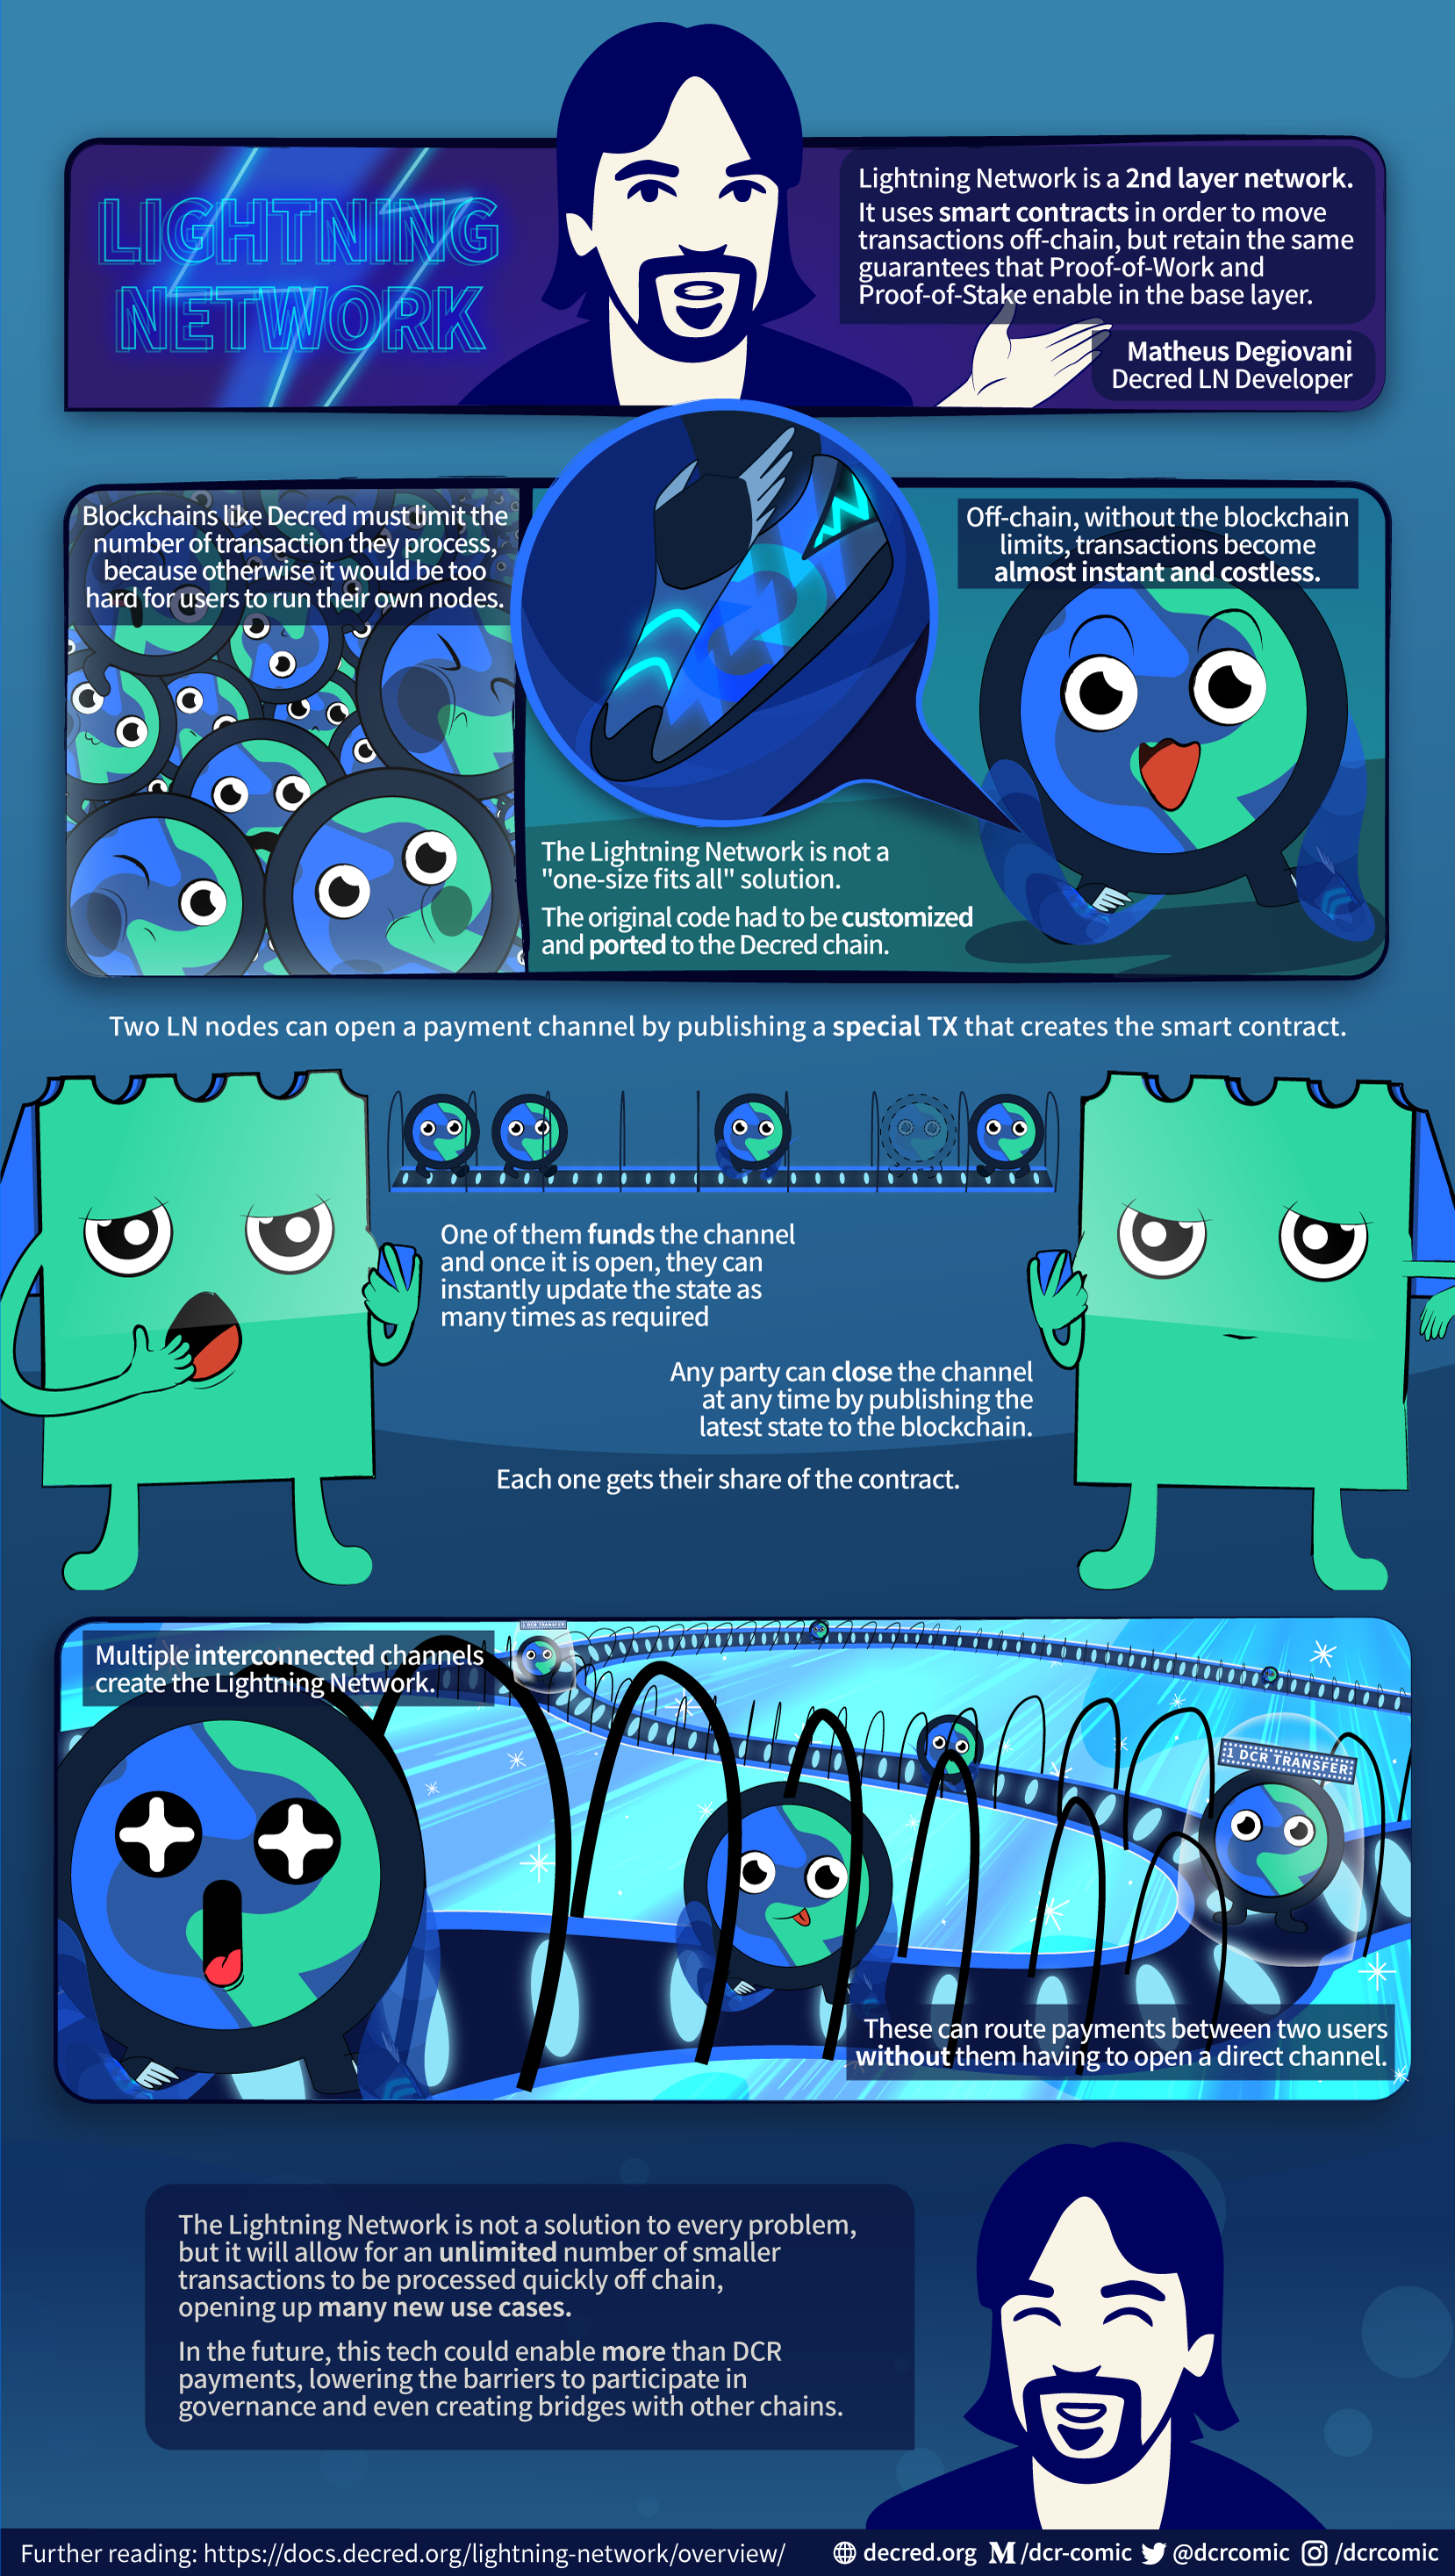 LIGHTNING
NETWORK
Lightning Network is a 2nd layer network.
It uses smart contracts in order to move
transactions off-chain, but retain the same
guarantees that Proof-of-Work and
Proof-of-Stake enable in the base layer.
Matheus Degiovani
Decred LN Developer
Blockchains like Decred must limit the
number of transaction they process,
because otherwise it would be too
hard for users to run their own nodes.
Off-chain, without the blockchain
limits, transactions become
almost instant and costless.
The Lightning Network is not a
"one-size fits all" solution.
The original code had to be customized
and ported to the Decred chain.
Two LN nodes can open a payment channel by publishing a special TX that creates the smart contract.
One of them funds the channel
and once it is open, they can
instantly update the state as
many times as required
Any party can close the channel
at any time by publishing the
latest state to the blockchain.
Each one gets their share of the contract.
1 DCR TRANSFER
Multiple interconnected channels
create the Lightning Network.
1 DCR TRANSFER
These can route payments between two users
without them having to open a direct channel.
The Lightning Network is not a solution to every problem,
but it will allow for an unlimited number of smaller
transactions to be processed quickly off chain,
opening up many new use cases.
In the future, this tech could enable more than DCR
payments, lowering the barriers to participate in
governance and even creating bridges with other chains.
Further reading: https://docs.decred.org/lightning-network/overview/ decred.org /dcr-comic @dcrcomic /dcrcomic